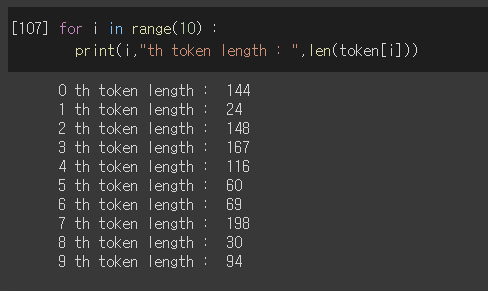 [107] for i in range(10) :
print(i,"th token length : ",len(token[i]))
0 th token length :  144
1 th token length :  24
2 th token length :  148
3 th token length :  167
4 th token length :  116
5 th token length :  60
6 th token length :  69
7 th token length :  198
8 th token length :  30
9 th token length :  94